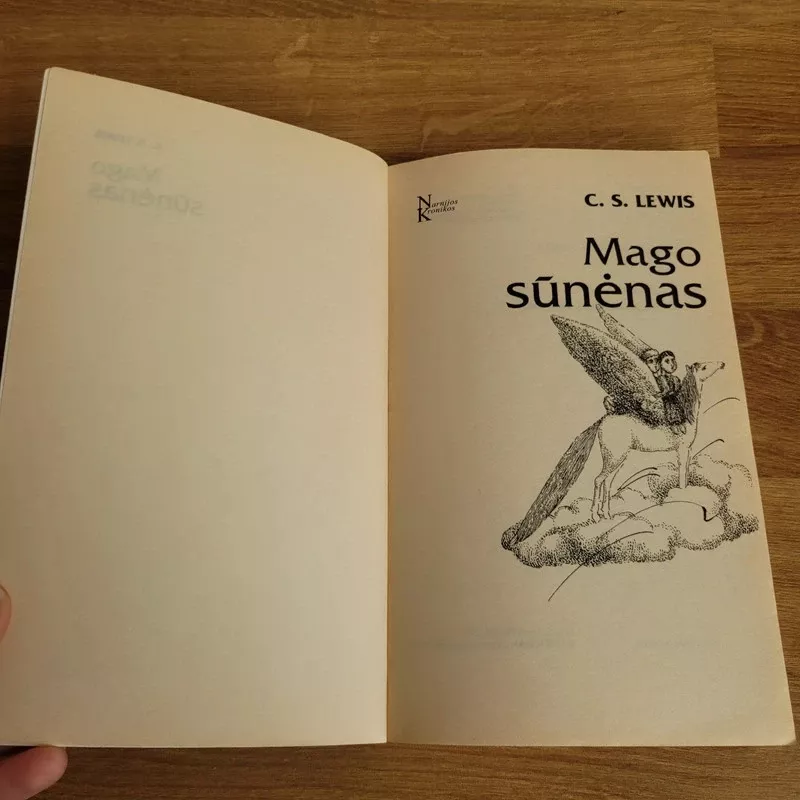 Narnijos
Kronikos
C. S. LEWIS
Mago
sūnėnas